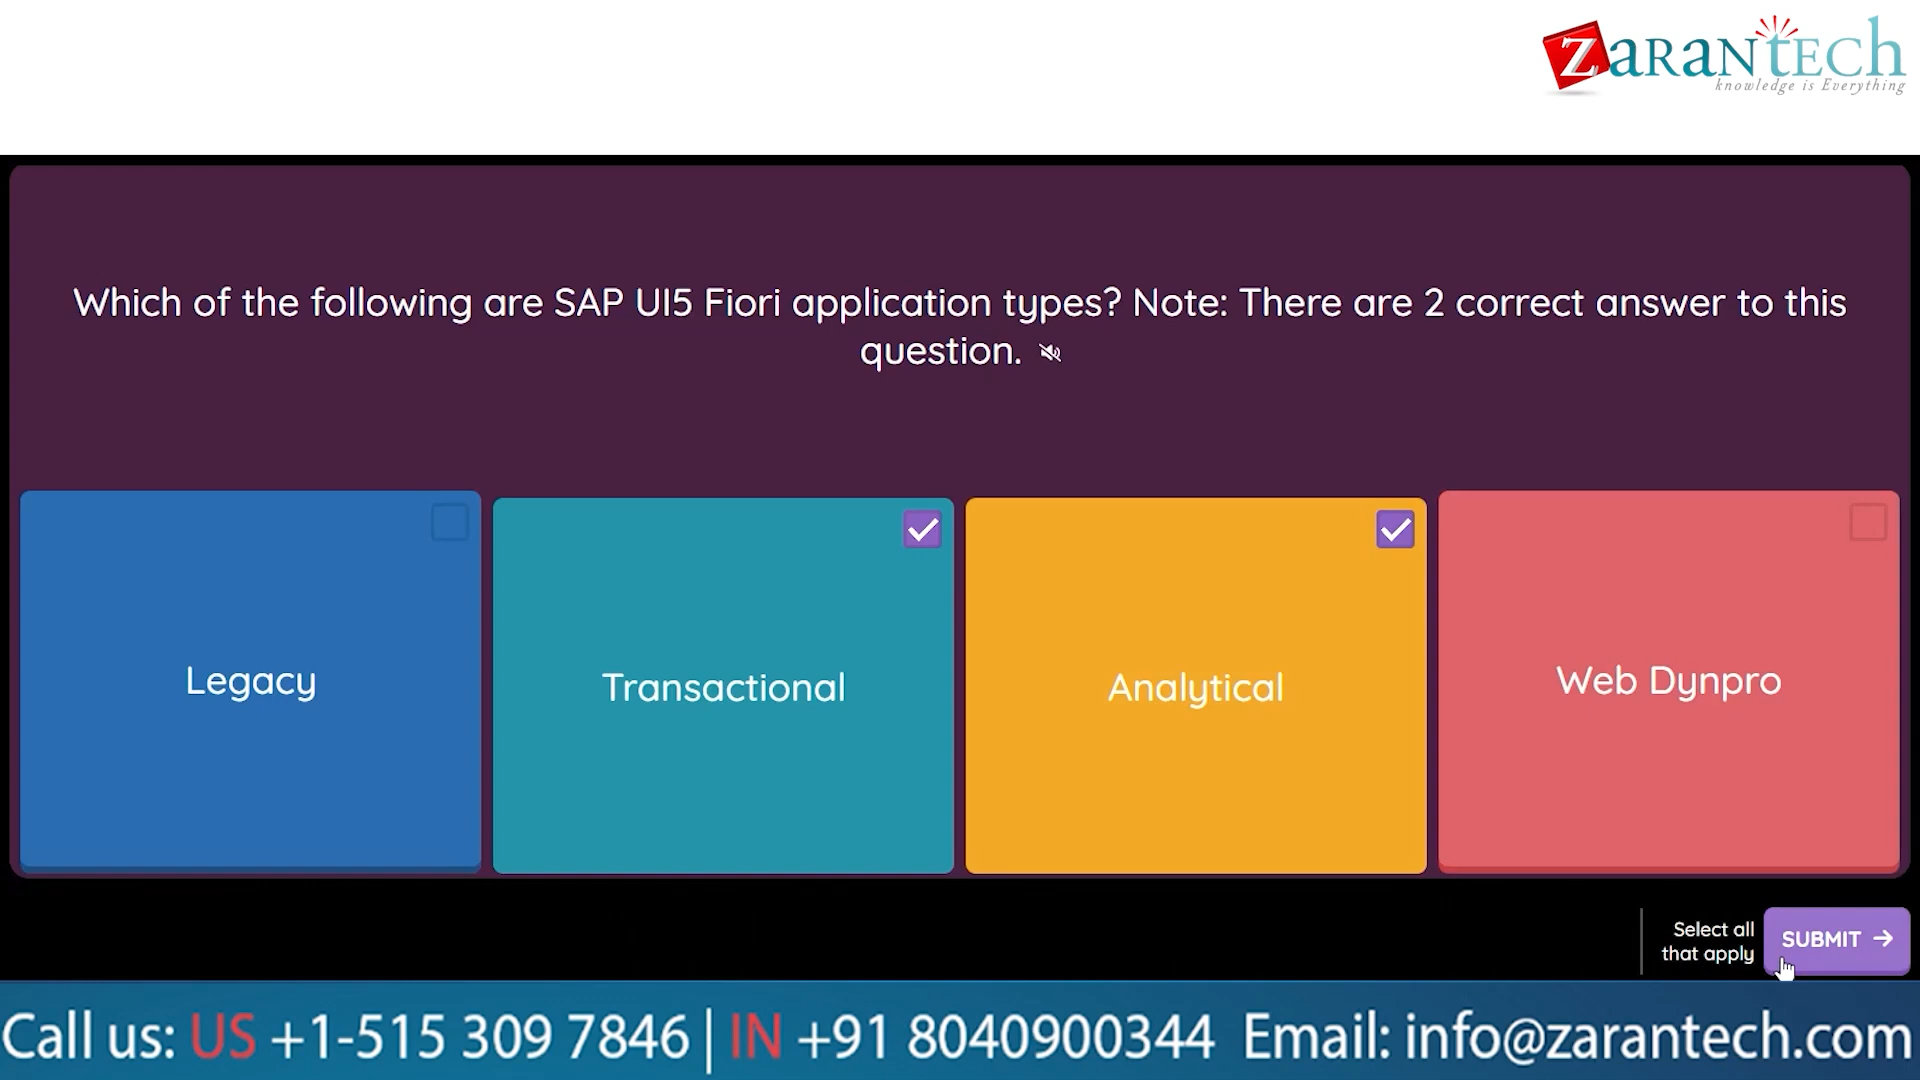 ZaranTech
knowledge is Everything
Which of the following are SAP UI5 Fiori application types? Note: There are 2 correct answer to this
question.
Legacy
Transactional
Analytical
Web Dynpro
Select all
that apply
SUBMIT →
Call us: US +1-515 309 7846 | IN +91 8040900344 Email: info@zarantech.com